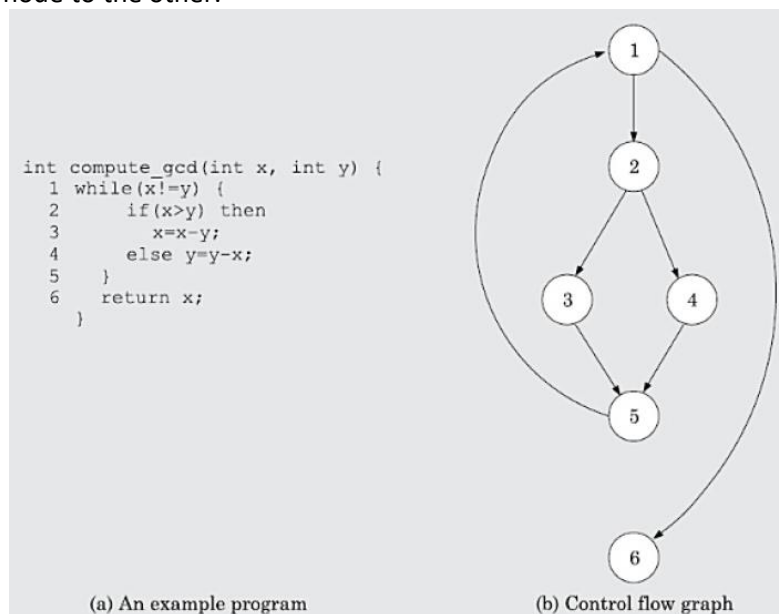 node to the other.
int compute_gcd(int x, int y) {
1 while(x!=y) {
2 if(x>y) then
3 x=x-y;
4 else y=y-x;
5 }
6 return x;
}
1
2
3 4
5
6
(a) An example program (b) Control flow graph